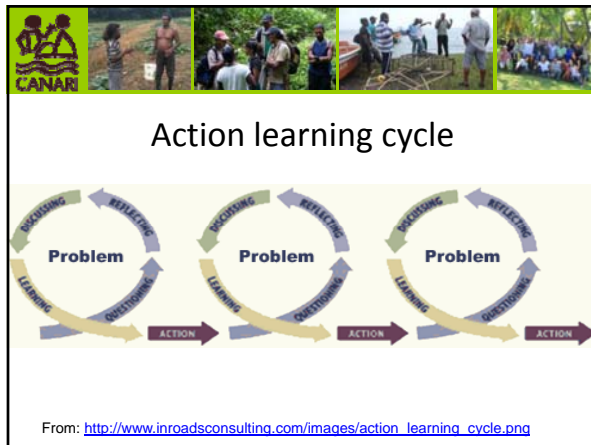 CANARI
Action learning cycle
DISCUSSING
REFLECTING
Problem
LEARNING
QUESTIONING
ACTION
DISCUSSING
REFLECTING
Problem
LEARNING
QUESTIONING
ACTION
DISCUSSING
REFLECTING
Problem
LEARNING
QUESTIONING
ACTION
From: http://www.inroadsconsulting.com/images/action_learning_cycle.png